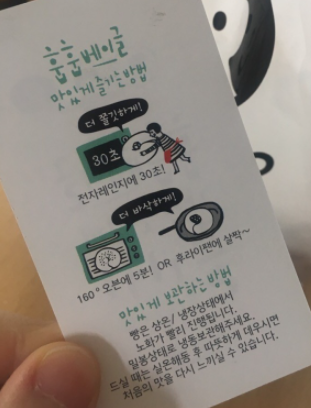 훕훕베이글
맛있게 즐기는 방법
더 쫄깃하게!
30초
전자레인지에 30초!
더 바삭하게!
160° 오븐에 5분! OR 후라이팬에 살짝~
맛있게 보관하는 방법
빵은 상온/냉장상태에서
노화가 빨리 진행됩니다.
밀봉상태로 냉동보관해주세요.
드실 때는 실온해동 후 따뜻하게 데우시면
처음의 맛을 다시 느끼실 수 있습니다.